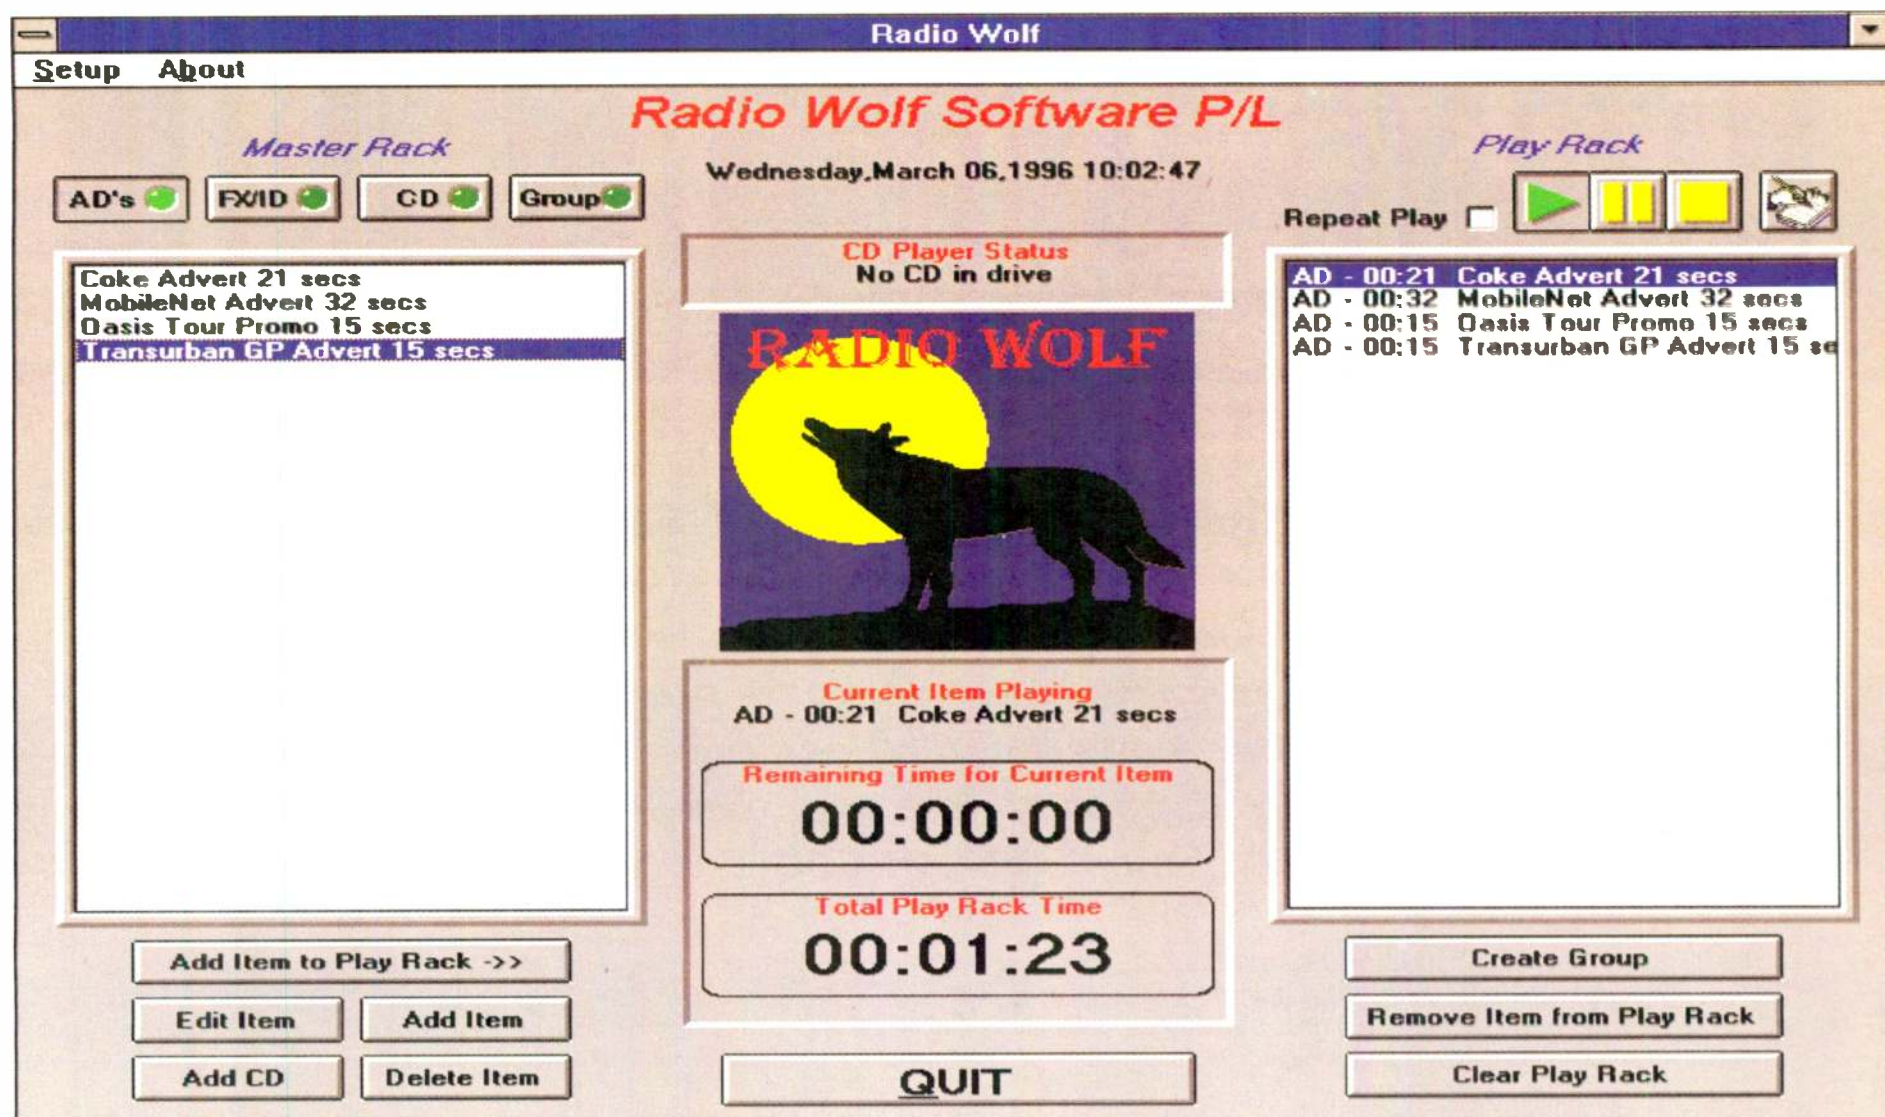 Radio Wolf
Setup About
Radio Wolf Software P/L
Master Rack
Play Rack
Wednesday,March 06,1996 10:02:47
AD's FX/ID CD Group
Repeat Play
CD Player Status
No CD in drive
Coke Advert 21 secs
MobileNet Advert 32 secs
Oasis Tour Promo 15 secs
Transurban GP Advert 15 secs
RADIO WOLF
AD - 00:21 Coke Advert 21 secs
AD - 00:32 MobileNet Advert 32 secs
AD - 00:15 Oasis Tour Promo 15 secs
AD - 00:15 Transurban GP Advert 15 se
Current Item Playing
AD - 00:21 Coke Advert 21 secs
Remaining Time for Current Item
00:00:00
Total Play Rack Time
00:01:23
Add Item to Play Rack ->>
Edit Item Add Item
Add CD Delete Item
QUIT
Create Group
Remove Item from Play Rack
Clear Play Rack